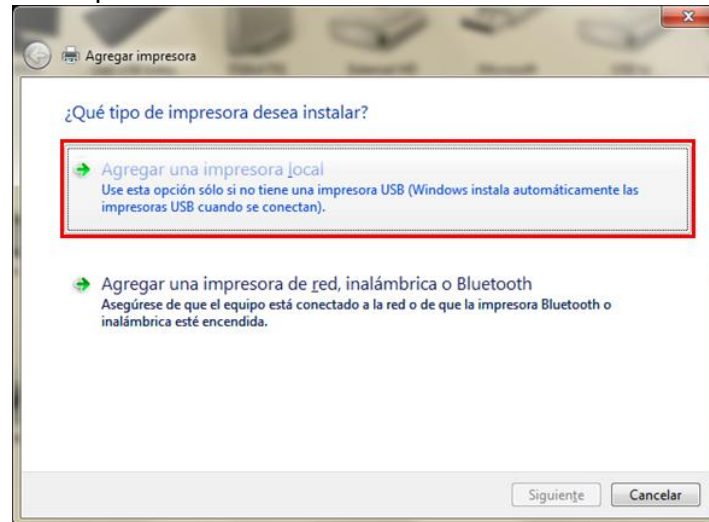 Agregar impresora
¿Qué tipo de impresora desea instalar?
Agregar una impresora local
Use esta opción sólo si no tiene una impresora USB (Windows instala automáticamente las
impresoras USB cuando se conectan).
Agregar una impresora de red, inalámbrica o Bluetooth
Asegúrese de que el equipo está conectado a la red o de que la impresora Bluetooth o
inalámbrica esté encendida.
Siguiente
Cancelar